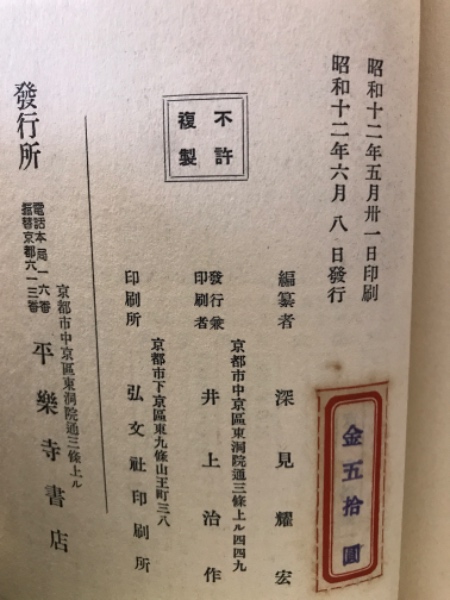 昭和十二年五月卅一日印刷
昭和十二年六月八日發行
金五拾圓
不許
複製
編纂者 深見耀宏
京都市中京區東洞院通三條上ル四四九
發行兼
印刷者 井上治作
京都市下京區東九條山王町三八
印刷所 弘文社印刷所
發行所
京都市中京區東洞院通三條上ル
平樂寺書店
電話本局一六番
振替京都六一三番